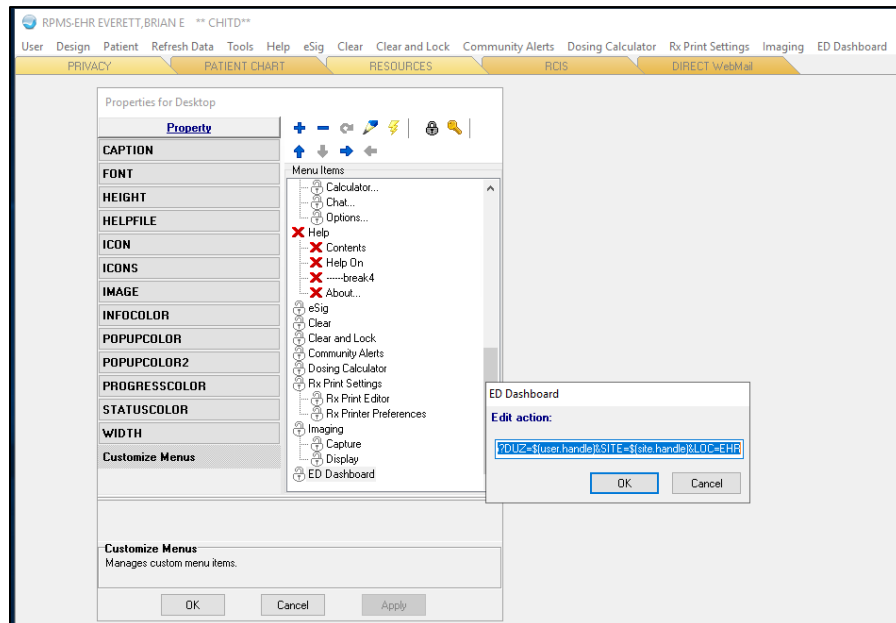 RPMS-EHR EVERETT,BRIAN E ** CHITD**
User Design Patient Refresh Data Tools Help eSig Clear Clear and Lock Community Alerts Dosing Calculator Rx Print Settings Imaging ED Dashboard
PRIVACY PATIENT CHART RESOURCES RCIS DIRECT WebMail
Properties for Desktop
Property
CAPTION
FONT
HEIGHT
HELPFILE
ICON
ICONS
IMAGE
INFOCOLOR
POPUPCOLOR
POPUPCOLOR2
PROGRESSCOLOR
STATUSCOLOR
WIDTH
Customize Menus
Menu Items
Calculator...
Chat...
Options...
Help
Contents
Help On
------break4
About...
eSig
Clear
Clear and Lock
Community Alerts
Dosing Calculator
Rx Print Settings
Rx Print Editor
Rx Printer Preferences
Imaging
Capture
Display
ED Dashboard
ED Dashboard
Edit action:
?DUZ=$(user.handle)&SITE=$(site.handle)&LOC=EHR
OK Cancel
Customize Menus
Manages custom menu items.
OK Cancel Apply